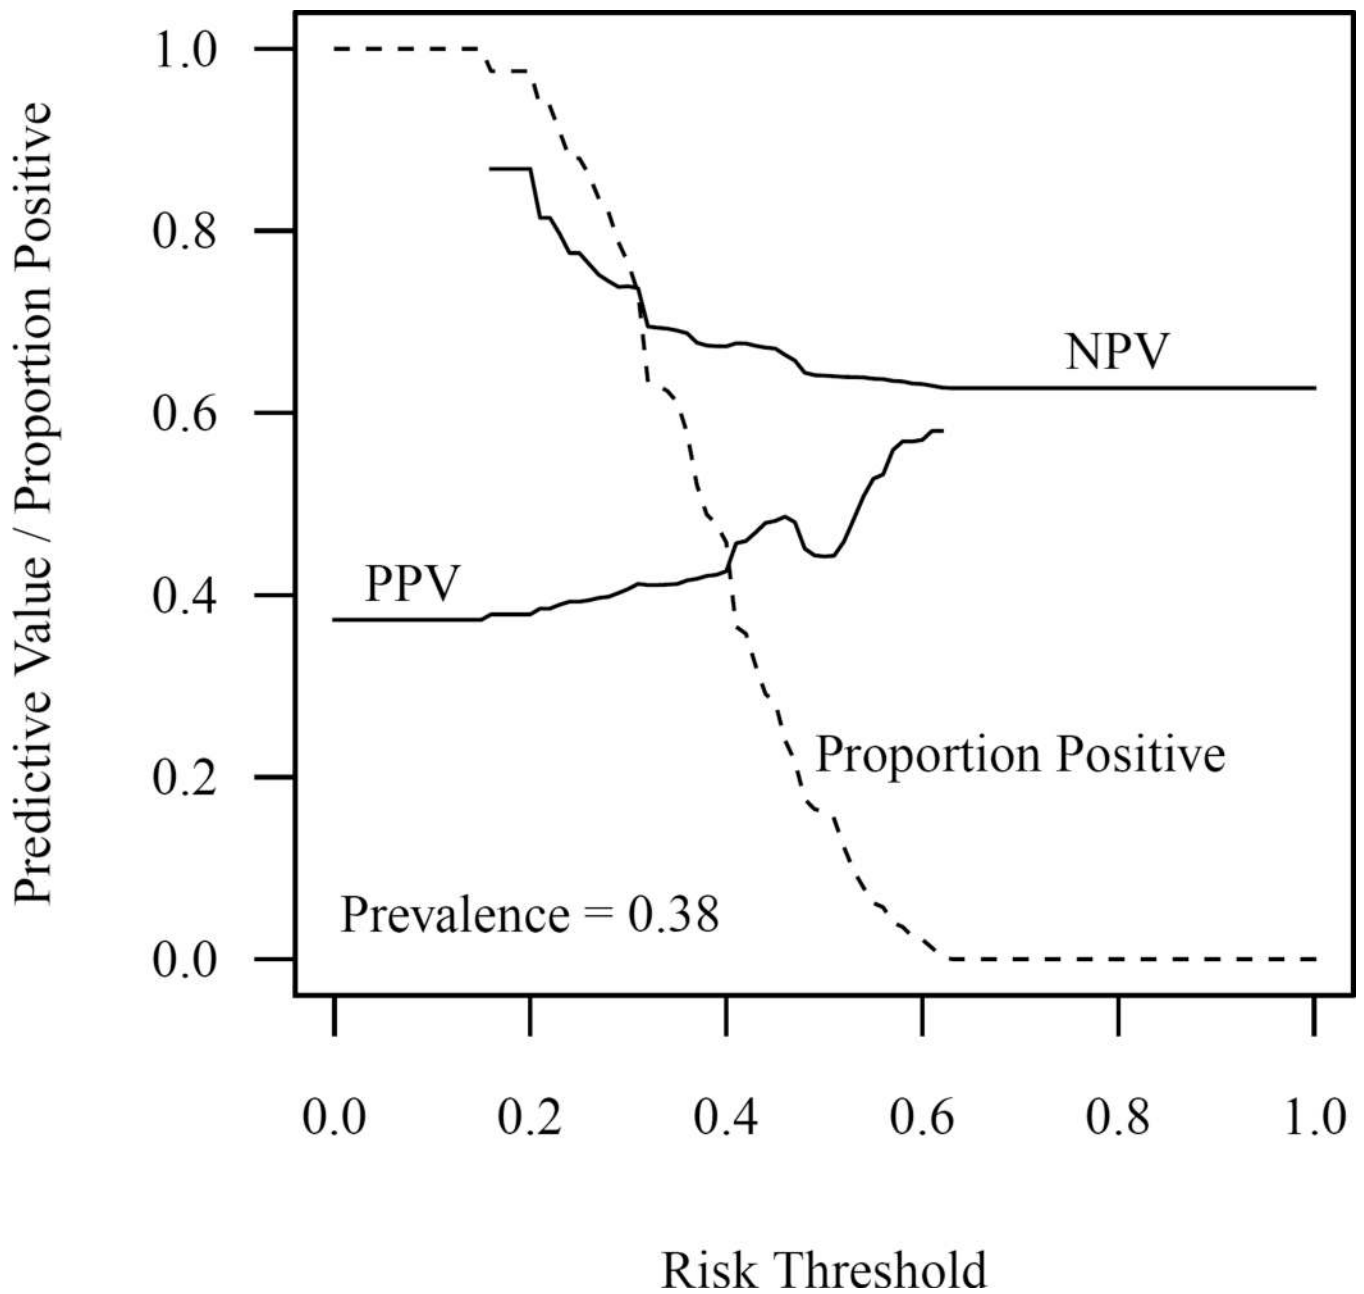 Predictive Value / Proportion Positive
1.0
0.8
NPV
0.6
PPV
0.4
Proportion Positive
0.2
Prevalence = 0.38
0.0
0.0 0.2 0.4 0.6 0.8 1.0
Risk Threshold